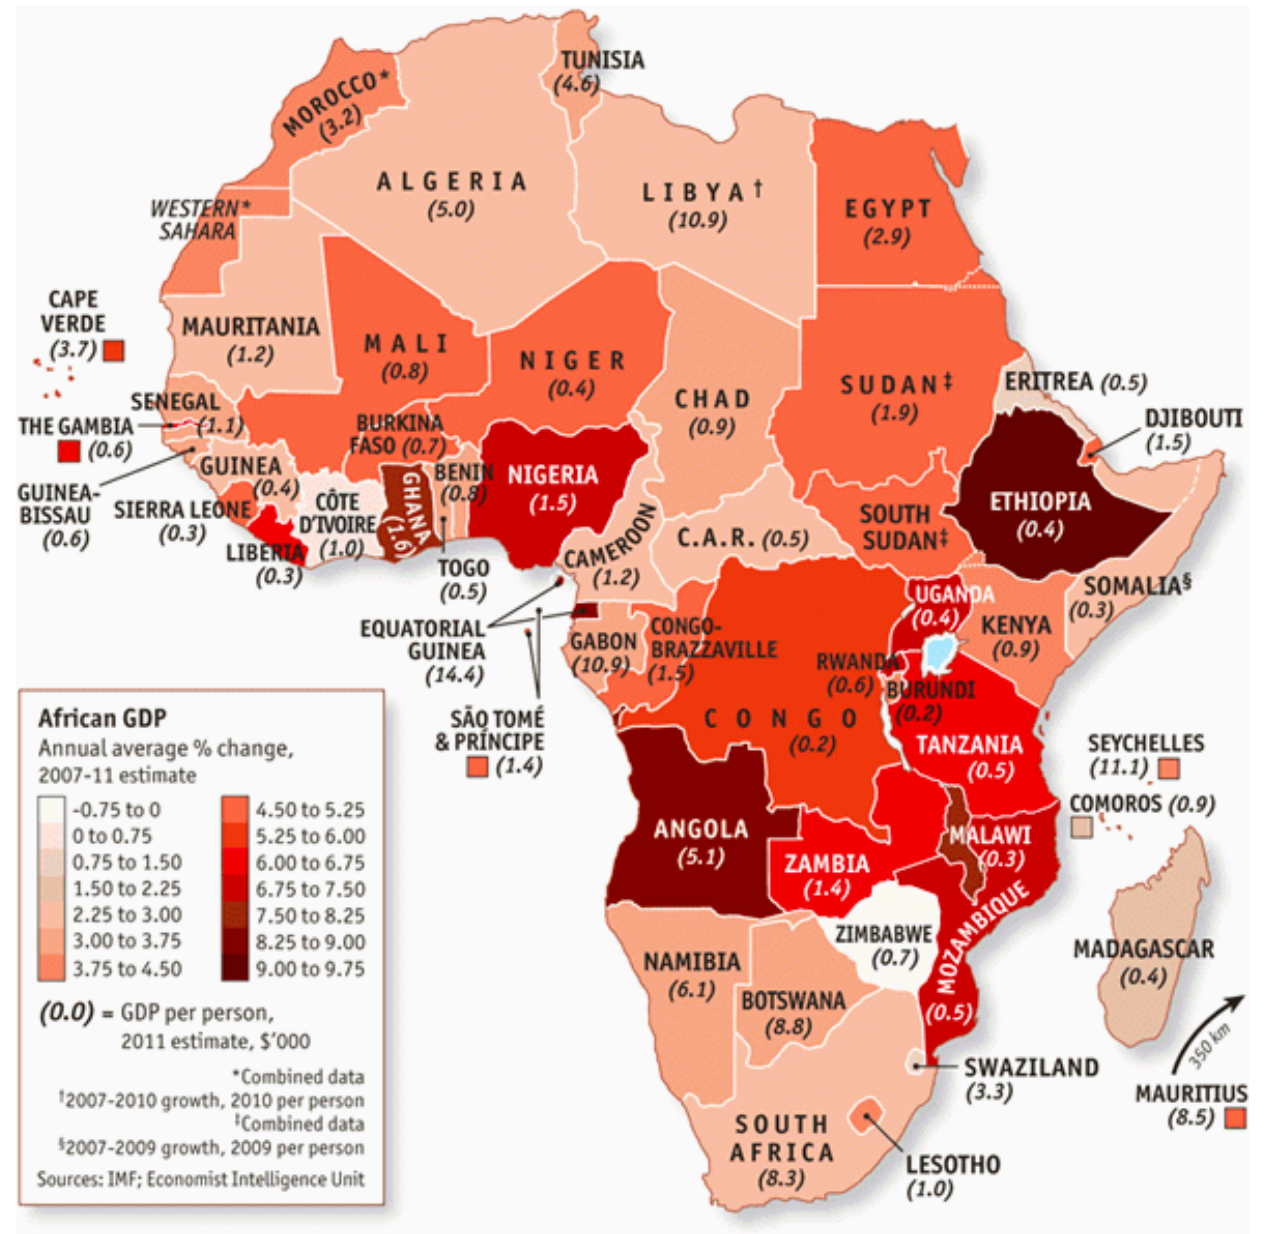 TUNISIA
(4.6)
MOROCCO*
(3.2)
ALGERIA
(5.0)
LIBYA†
(10.9)
EGYPT
(2.9)
WESTERN*
SAHARA
CAPE
VERDE
(3.7)
MAURITANIA
(1.2)
MALI
(0.8)
NIGER
(0.4)
CHAD
(0.9)
SUDAN‡
(1.9)
ERITREA (0.5)
DJIBOUTI
(1.5)
SENEGAL
(1.1)
THE GAMBIA
(0.6)
BURKINA
FASO (0.7)
GUINEA
(0.4)
BENIN
(0.8)
NIGERIA
(1.5)
GHANA
(1.6)
GUINEA-
BISSAU
(0.6)
SIERRA LEONE
(0.3)
CÔTE
D'IVOIRE
(1.0)
ETHIOPIA
(0.4)
SOUTH
SUDAN‡
LIBERIA
(0.3)
TOGO
(0.5)
CAMEROON
(1.2)
C.A.R. (0.5)
SOMALIA§
(0.3)
UGANDA
(0.4)
KENYA
(0.9)
EQUATORIAL
GUINEA
(14.4)
GABON
(10.9)
CONGO-
BRAZZAVILLE
(1.5)
RWANDA
(0.6)
BURUNDI
(0.2)
SÃO TOMÉ
& PRÍNCIPE
(1.4)
CONGO
(0.2)
TANZANIA
(0.5)
SEYCHELLES
(11.1)
COMOROS (0.9)
ANGOLA
(5.1)
ZAMBIA
(1.4)
MALAWI
(0.3)
MOZAMBIQUE
(0.5)
ZIMBABWE
(0.7)
MADAGASCAR
(0.4)
NAMIBIA
(6.1)
BOTSWANA
(8.8)
350 km
MAURITIUS
(8.5)
SWAZILAND
(3.3)
SOUTH
AFRICA
(8.3)
LESOTHO
(1.0)
African GDP
Annual average % change,
2007-11 estimate
-0.75 to 0
0 to 0.75
0.75 to 1.50
1.50 to 2.25
2.25 to 3.00
3.00 to 3.75
3.75 to 4.50
4.50 to 5.25
5.25 to 6.00
6.00 to 6.75
6.75 to 7.50
7.50 to 8.25
8.25 to 9.00
9.00 to 9.75
(0.0) = GDP per person,
2011 estimate, $'000
*Combined data
†2007-2010 growth, 2010 per person
‡Combined data
§2007-2009 growth, 2009 per person
Sources: IMF; Economist Intelligence Unit